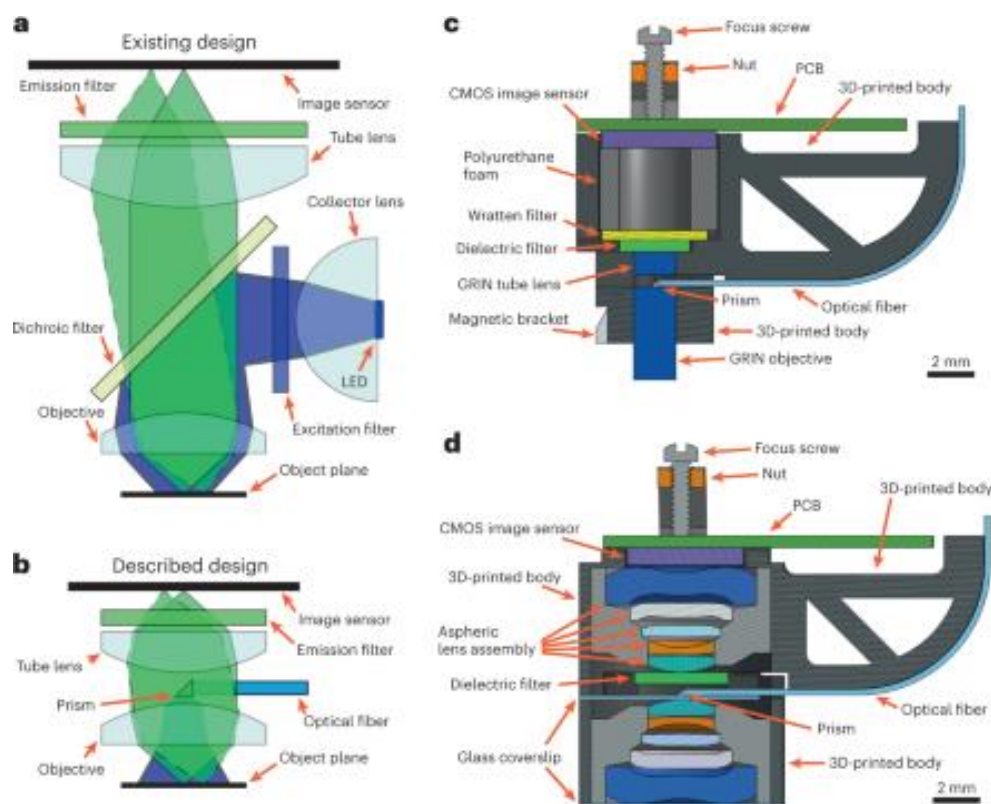 a
Existing design
Emission filter
Image sensor
Tube lens
Collector lens
Dichroic filter
LED
Objective
Excitation filter
Object plane
b
Described design
Image sensor
Emission filter
Tube lens
Prism
Optical fiber
Objective
Object plane
c
Focus screw
Nut
PCB
CMOS image sensor
3D-printed body
Polyurethane
foam
Wratten filter
Dielectric filter
GRIN tube lens
Prism
Optical fiber
Magnetic bracket
3D-printed body
GRIN objective
2 mm
d
Focus screw
Nut
3D-printed body
PCB
CMOS image sensor
3D-printed body
Aspheric
lens assembly
Dielectric filter
Optical fiber
Prism
Glass coverslip
3D-printed body
2 mm